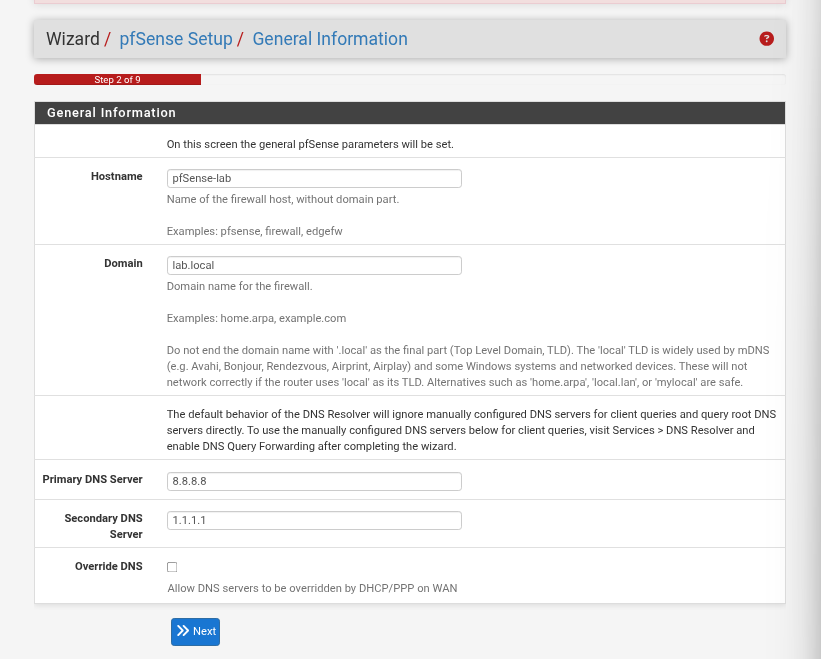 Wizard / pfSense Setup / General Information
Step 2 of 9
General Information
On this screen the general pfSense parameters will be set.
Hostname
pfSense-lab
Name of the firewall host, without domain part.
Examples: pfsense, firewall, edgefw
Domain
lab.local
Domain name for the firewall.
Examples: home.arpa, example.com
Do not end the domain name with '.local' as the final part (Top Level Domain, TLD). The 'local' TLD is widely used by mDNS
(e.g. Avahi, Bonjour, Rendezvous, Airprint, Airplay) and some Windows systems and networked devices. These will not
network correctly if the router uses 'local' as its TLD. Alternatives such as 'home.arpa', 'local.lan', or 'mylocal' are safe.
The default behavior of the DNS Resolver will ignore manually configured DNS servers for client queries and query root DNS
servers directly. To use the manually configured DNS servers below for client queries, visit Services > DNS Resolver and
enable DNS Query Forwarding after completing the wizard.
Primary DNS Server
8.8.8.8
Secondary DNS
Server
1.1.1.1
Override DNS
Allow DNS servers to be overridden by DHCP/PPP on WAN
Next